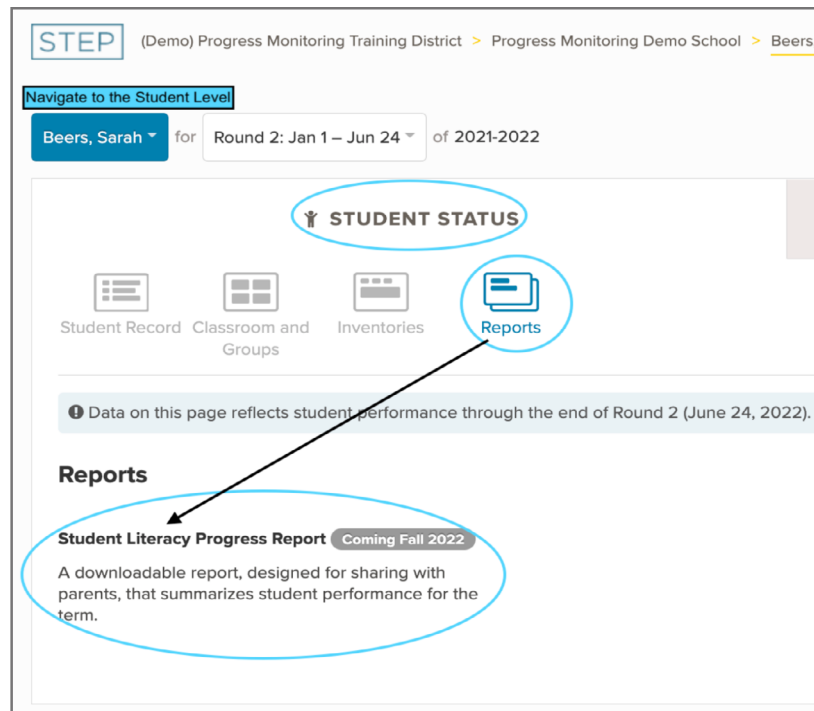 STEP (Demo) Progress Monitoring Training District > Progress Monitoring Demo School > Beers
Navigate to the Student Level
Beers, Sarah for Round 2: Jan 1 – Jun 24 of 2021-2022
STUDENT STATUS
Student Record Classroom and Groups Inventories Reports
Data on this page reflects student performance through the end of Round 2 (June 24, 2022).
Reports
Student Literacy Progress Report Coming Fall 2022
A downloadable report, designed for sharing with
parents, that summarizes student performance for the
term.